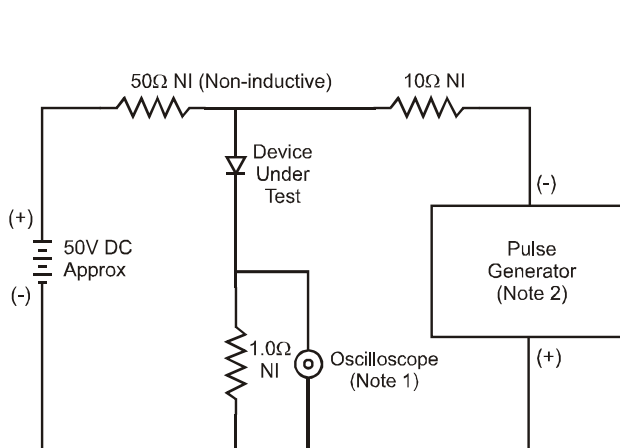 50Ω NI (Non-inductive)
10Ω NI
Device
Under
Test
(-)
(+)
50V DC
Approx
(-)
Pulse
Generator
(Note 2)
1.0Ω
NI
Oscilloscope
(Note 1)
(+)